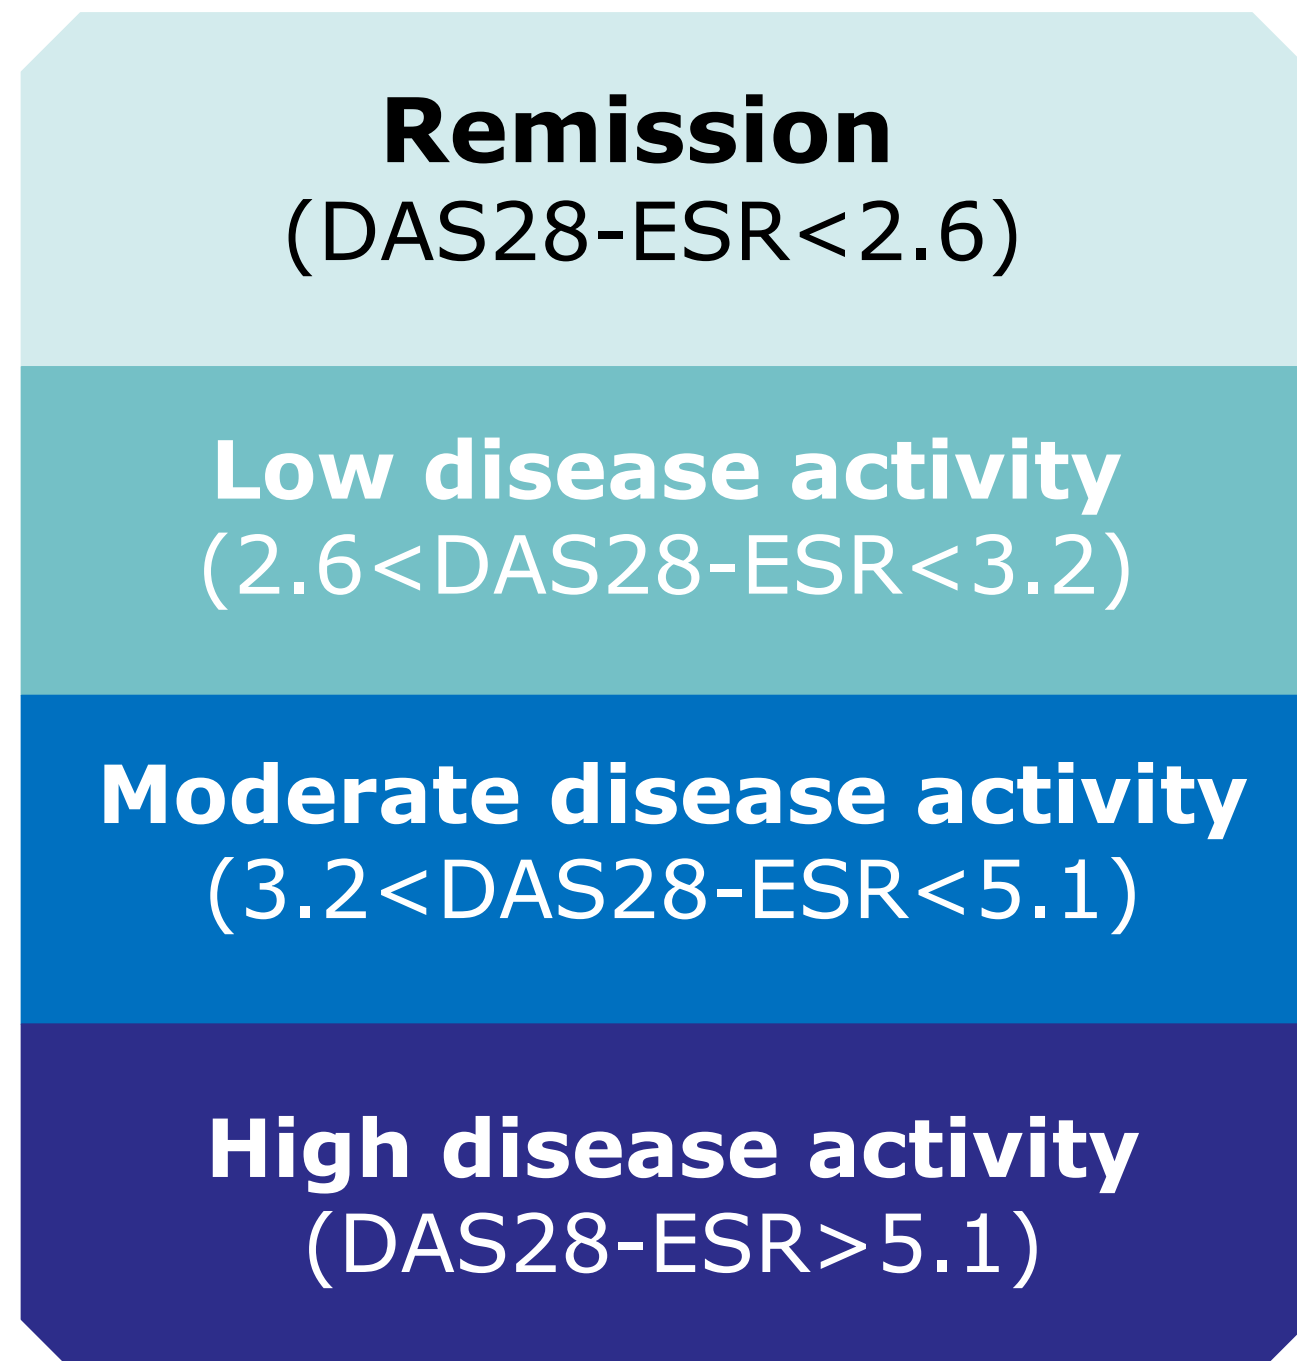 Remission
(DAS28-ESR<2.6)
Low disease activity
(2.6<DAS28-ESR<3.2)
Moderate disease activity
(3.2<DAS28-ESR<5.1)
High disease activity
(DAS28-ESR>5.1)